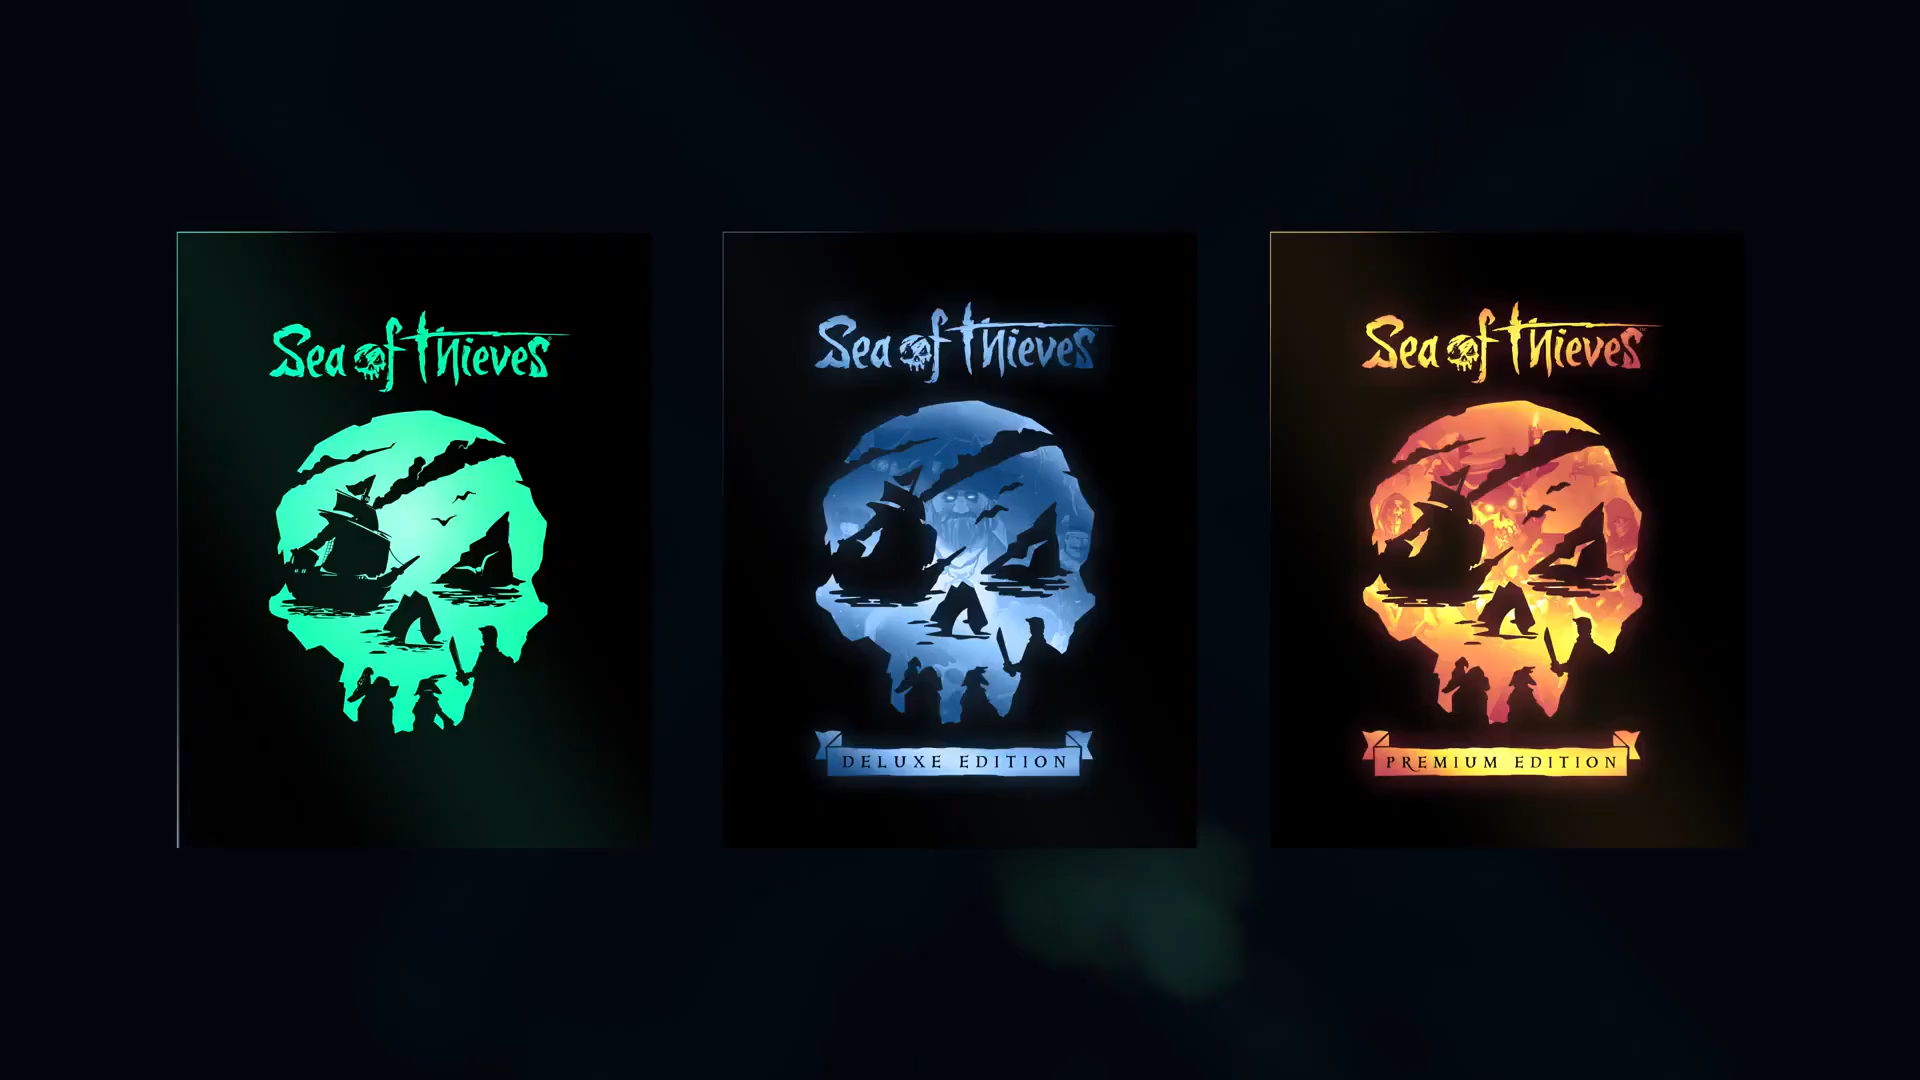 Sea of Thieves
Sea of Thieves
DELUXE EDITION
Sea of Thieves
PREMIUM EDITION